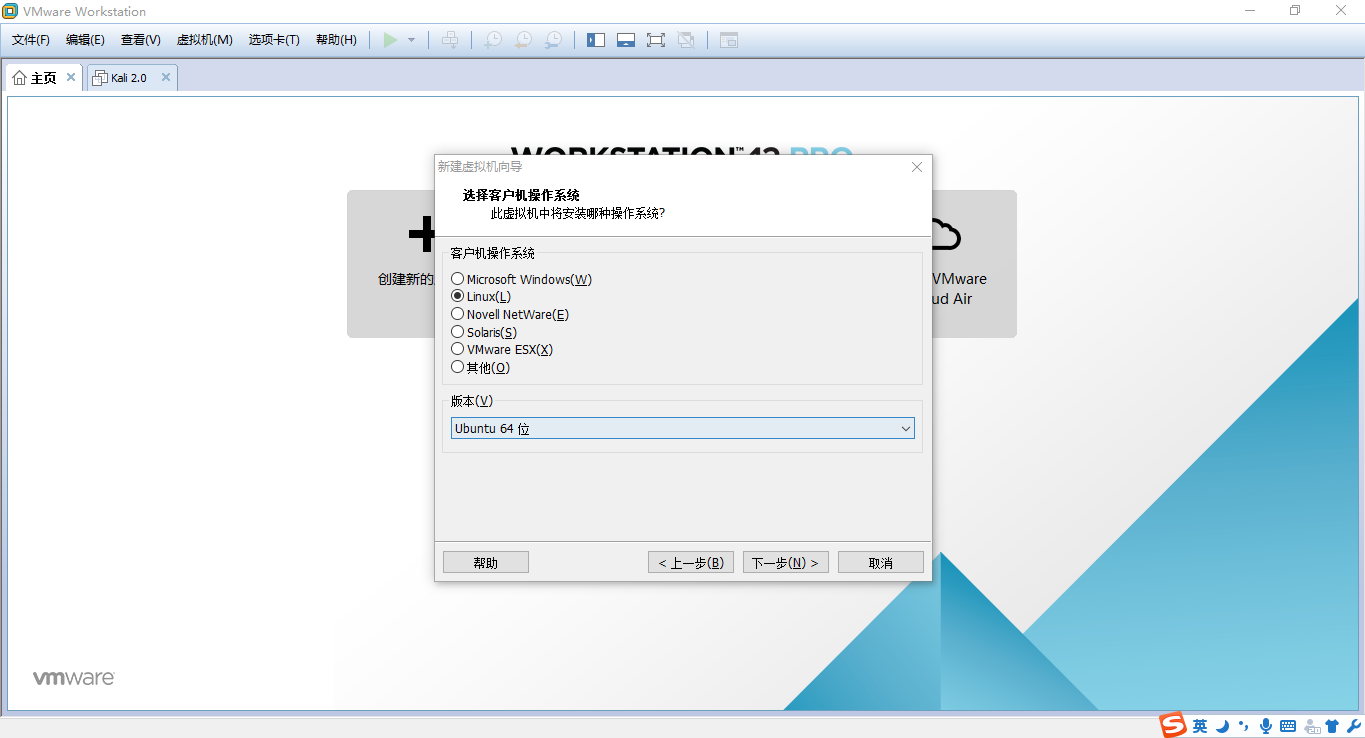 VMware Workstation
文件(F) 编辑(E) 查看(V) 虚拟机(M) 选项卡(T) 帮助(H)
主页 Kali 2.0
WORKSTATION™ 12 PRO
新建虚拟机向导
选择客户机操作系统
此虚拟机中将安装哪种操作系统?
创建新的
VMware
ud Air
客户机操作系统
Microsoft Windows(W)
Linux(L)
Novell NetWare(E)
Solaris(S)
VMware ESX(X)
其他(O)
版本(V)
Ubuntu 64 位
帮助 < 上一步(B) 下一步(N) > 取消
vmware
英